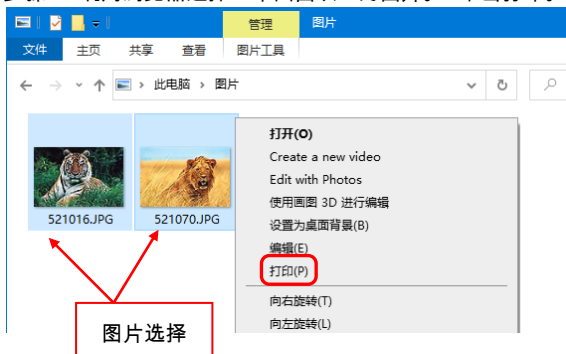 管理 图片
文件 主页 共享 查看 图片工具
此电脑 › 图片
打开(O)
Create a new video
Edit with Photos
使用画图 3D 进行编辑
设置为桌面背景(B)
编辑(E)
打印(P)
向右旋转(T)
向左旋转(L)
521016.JPG 521070.JPG
图片选择